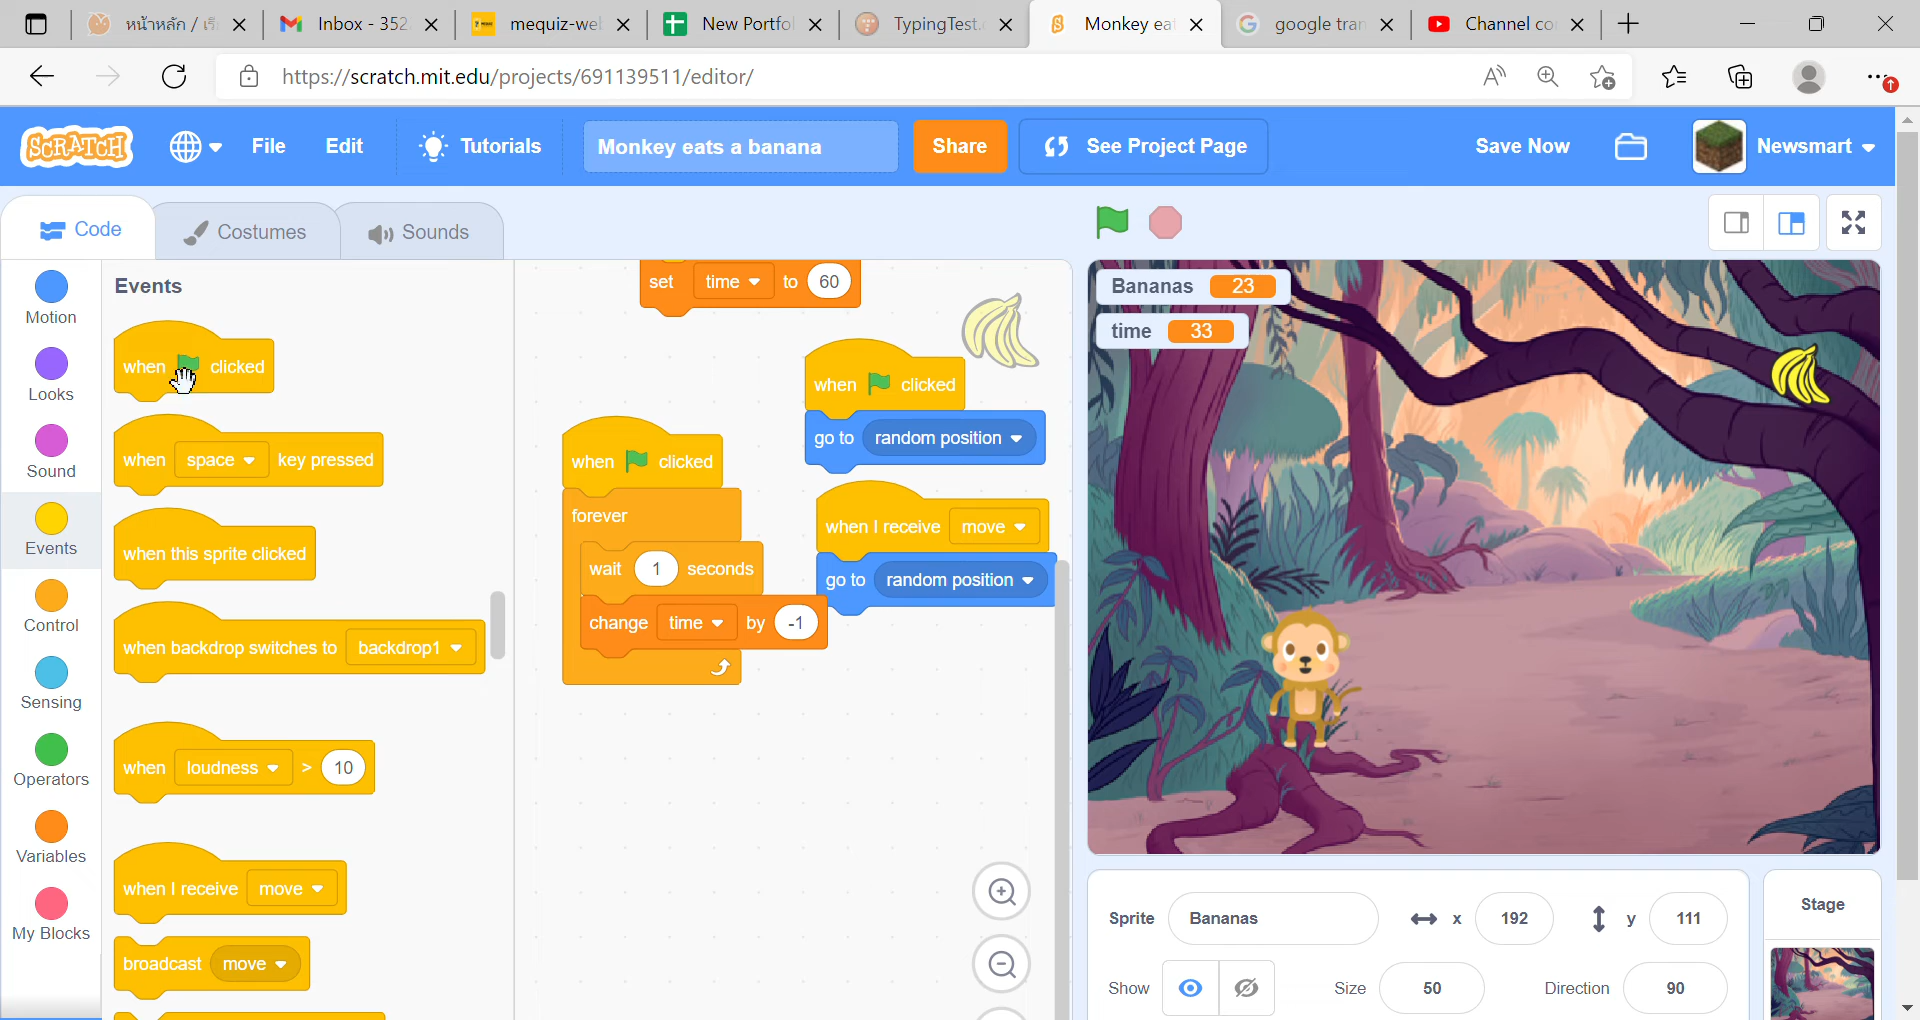 หน้าหลัก / เรื
Inbox - 352
mequiz-we
New Portfo
TypingTest.
Monkey ea
google tran
Channel co
https://scratch.mit.edu/projects/691139511/editor/
SCRATCH
File
Edit
Tutorials
Monkey eats a banana
Share
See Project Page
Save Now
Newsmart
Code
Costumes
Sounds
Motion
Looks
Sound
Events
Control
Sensing
Operators
Variables
My Blocks
Events
when clicked
when space key pressed
when this sprite clicked
when backdrop switches to backdrop1
when loudness > 10
when I receive move
broadcast move
set time to 60
when clicked
go to random position
when clicked
forever
wait 1 seconds
change time by -1
when I receive move
go to random position
Bananas 23
time 33
Sprite Bananas x 192 y 111
Show Size 50 Direction 90
Stage